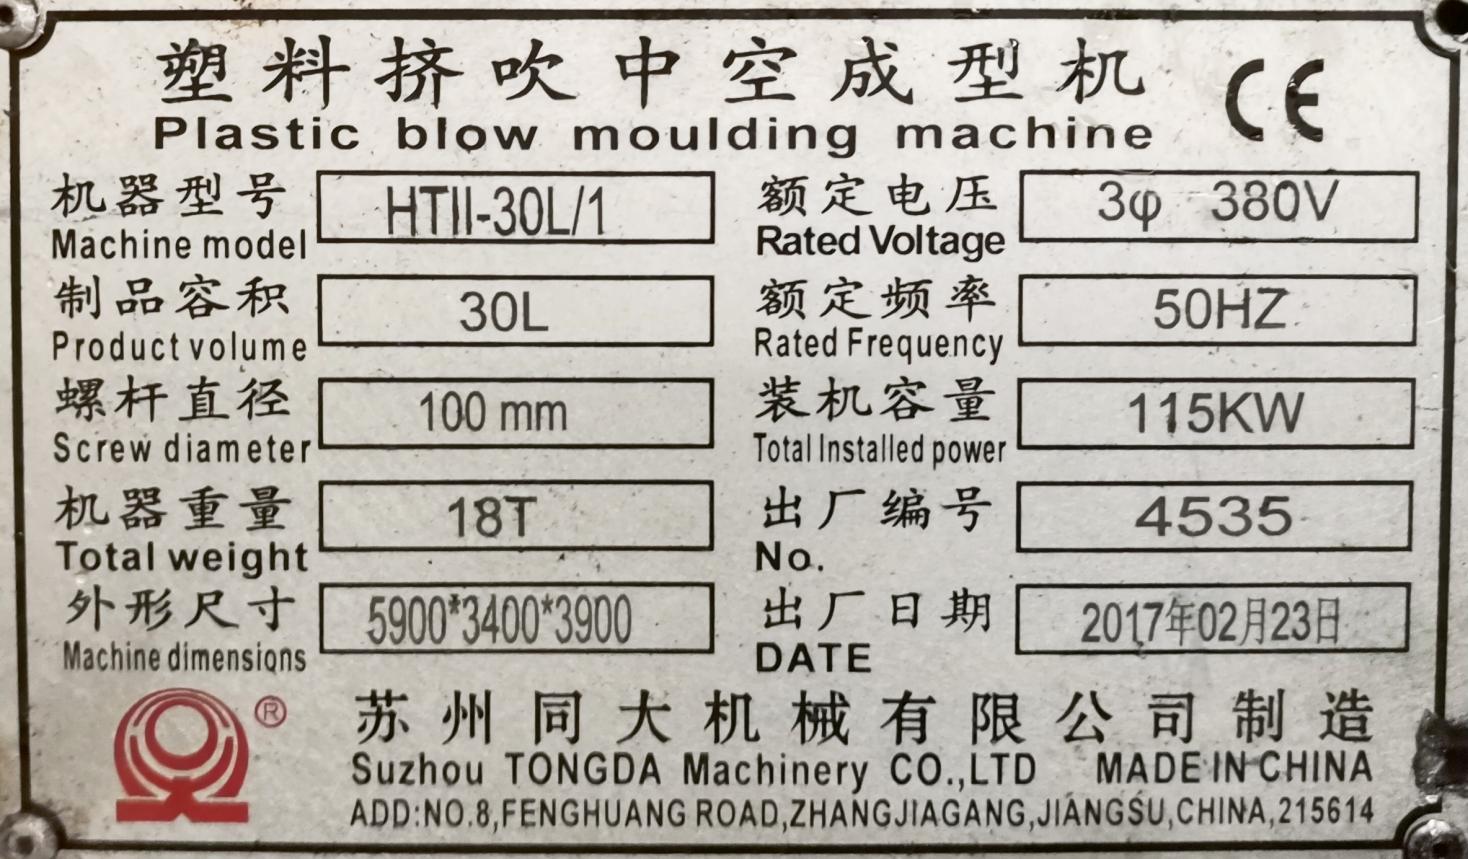 塑料挤吹中空成型机
Plastic blow moulding machine
CE
机器型号
Machine model
HTII-30L/1
额定电压
Rated Voltage
3φ 380V
制品容积
Product volume
30L
额定频率
Rated Frequency
50HZ
螺杆直径
Screw diameter
100 mm
装机容量
Total Installed power
115KW
机器重量
Total weight
18T
出厂编号
No.
4535
外形尺寸
Machine dimensions
5900*3400*3900
出厂日期
DATE
2017年02月23日
®
苏州同大机械有限公司制造
Suzhou TONGDA Machinery CO.,LTD MADE IN CHINA
ADD:NO.8,FENGHUANG ROAD,ZHANGJIAGANG,JIANGSU,CHINA,215614